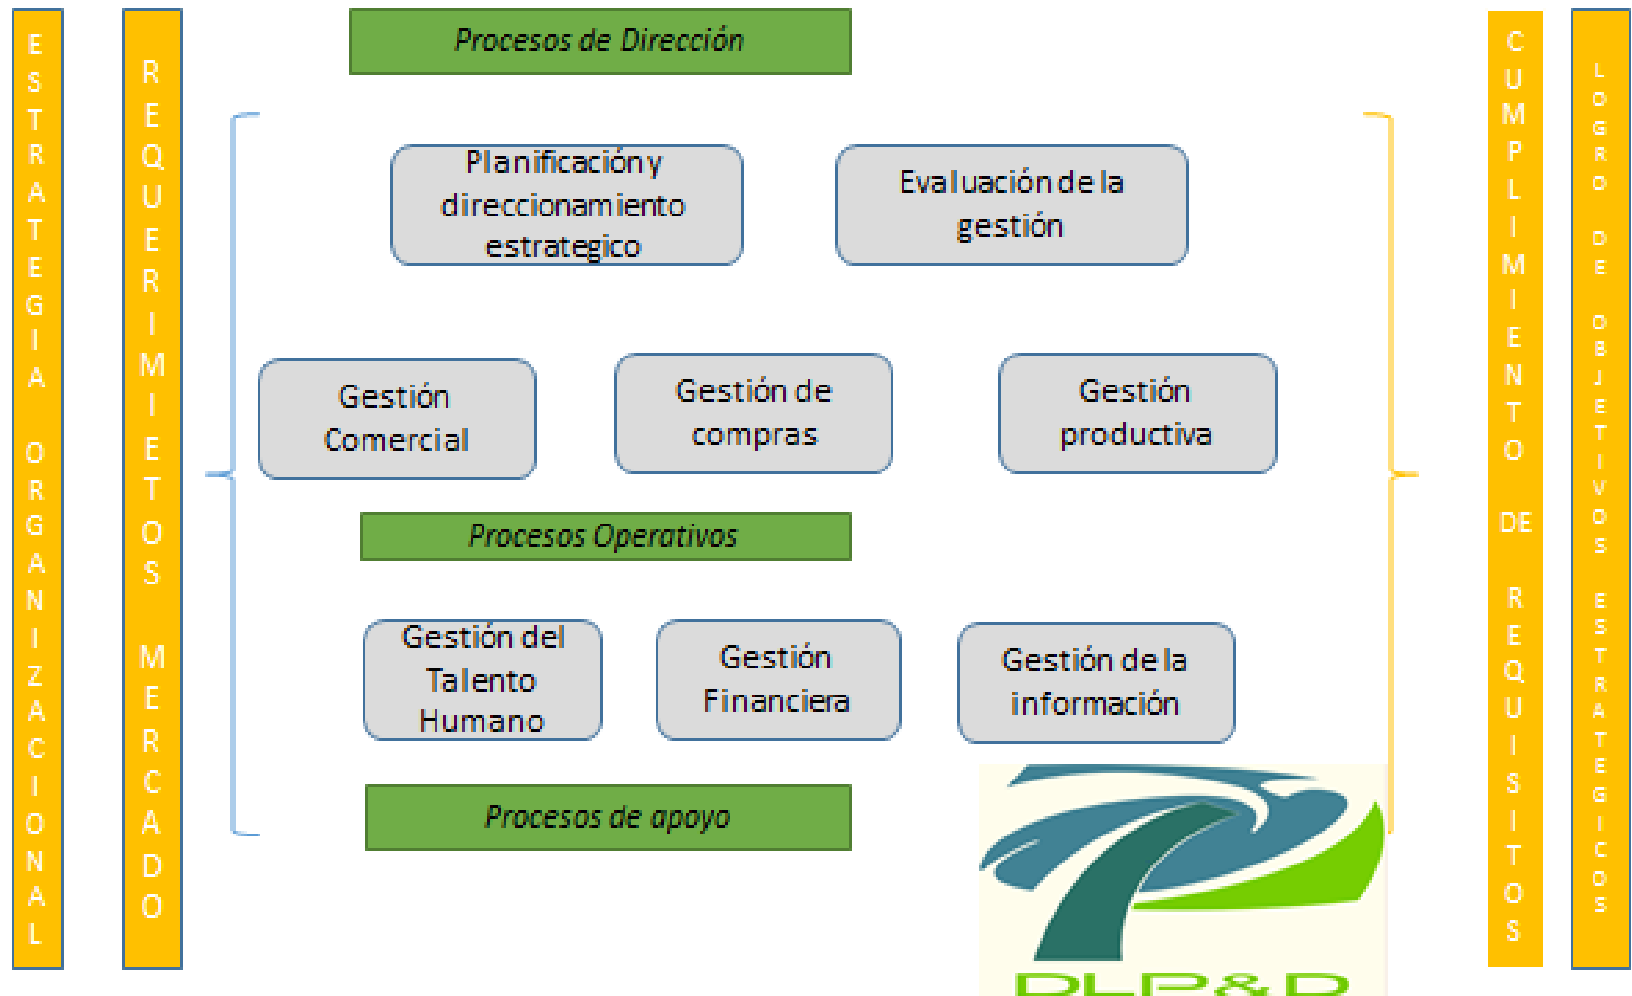 ESTRATEGIA ORGANIZACIONAL
REQUERIMIETOS MERCADO
Procesos de Dirección
Planificación y
direccionamiento
estrategico
Evaluación de la
gestión
Gestión
Comercial
Gestión de
compras
Gestión
productiva
Procesos Operativos
Gestión del
Talento
Humano
Gestión
Financiera
Gestión de la
información
Procesos de apoyo
DLP&D
CUMPLIMIENTO DE REQUISITOS
LOGRO DE OBJETIVOS ESTRATEGICOS